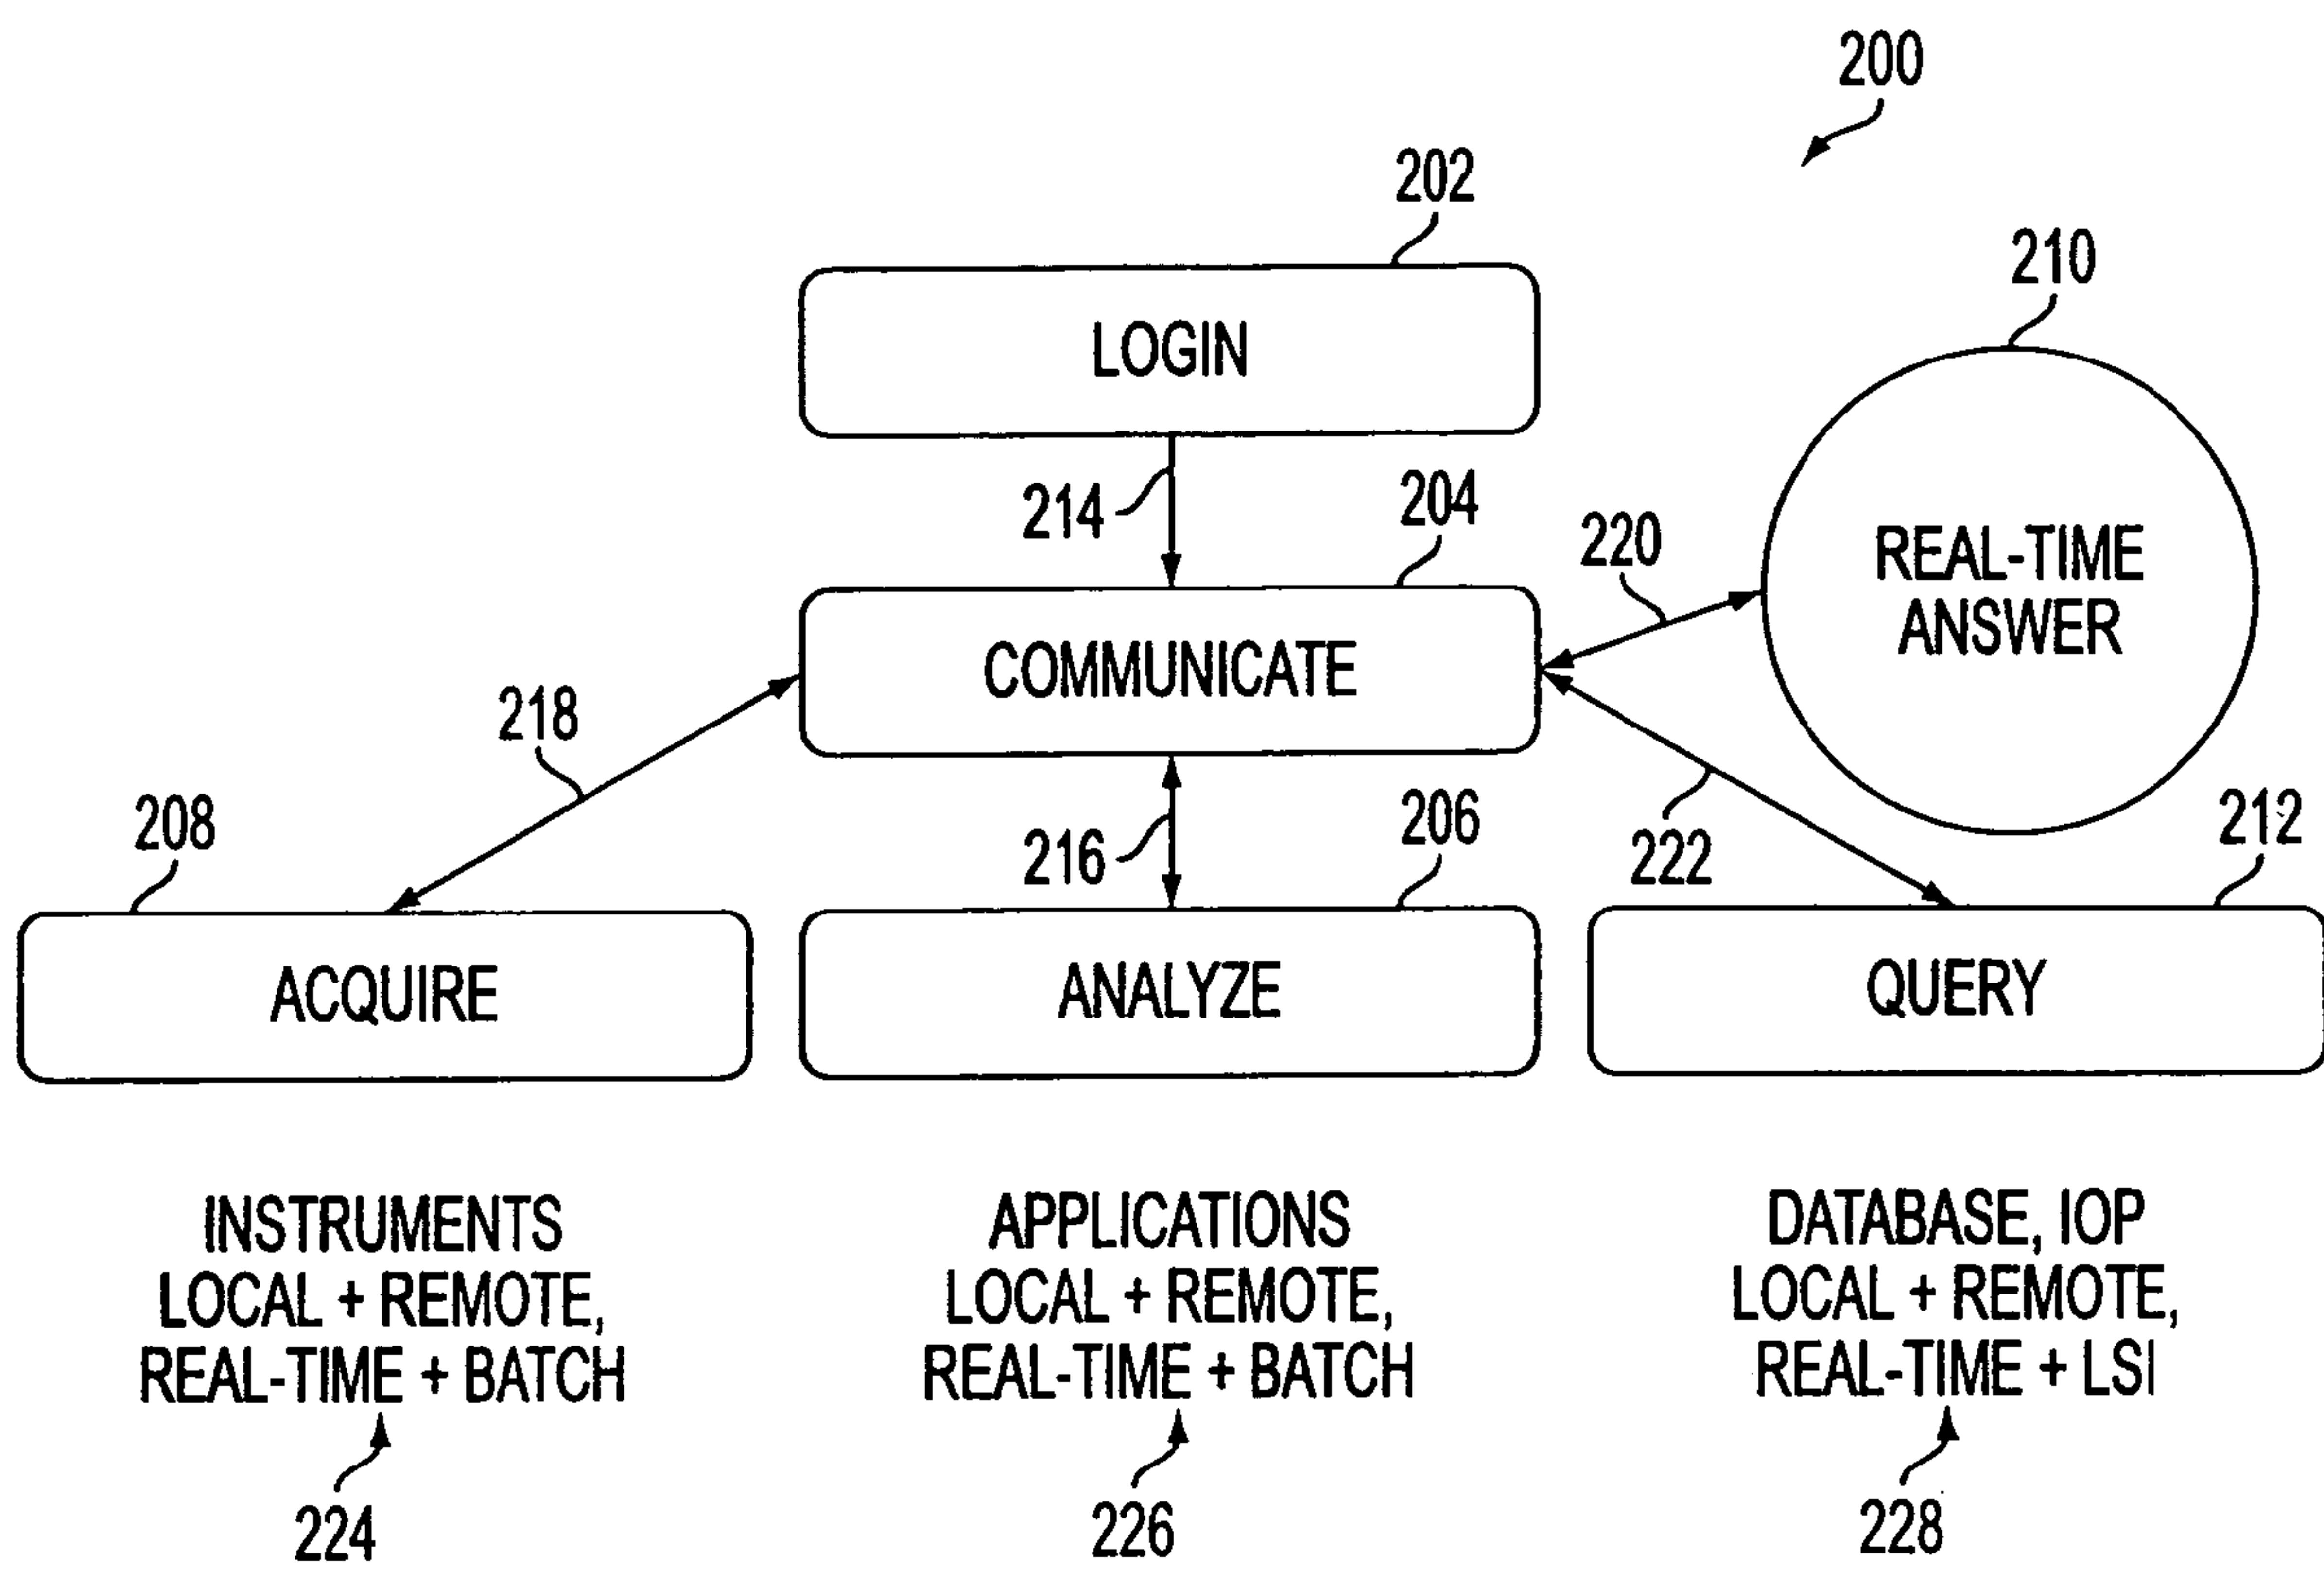 200
202
210
LOGIN
214
204
220
REAL-TIME
ANSWER
COMMUNICATE
218
208
216
206
222
212
ACQUIRE
ANALYZE
QUERY
INSTRUMENTS
LOCAL + REMOTE,
REAL-TIME + BATCH
224
APPLICATIONS
LOCAL + REMOTE,
REAL-TIME + BATCH
226
DATABASE, IOP
LOCAL + REMOTE,
REAL-TIME + LSI
228